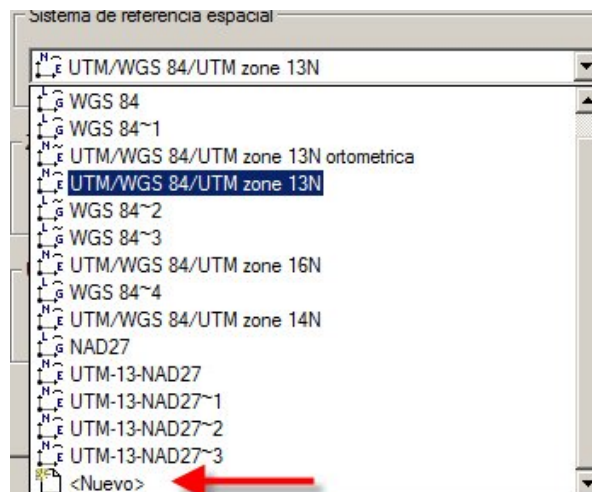 Sistema de referencia espacial
UTM/WGS 84/UTM zone 13N
WGS 84
WGS 84~1
UTM/WGS 84/UTM zone 13N ortometrica
UTM/WGS 84/UTM zone 13N
WGS 84~2
WGS 84~3
UTM/WGS 84/UTM zone 16N
WGS 84~4
UTM/WGS 84/UTM zone 14N
NAD27
UTM-13-NAD27
UTM-13-NAD27~1
UTM-13-NAD27~2
UTM-13-NAD27~3
<Nuevo>